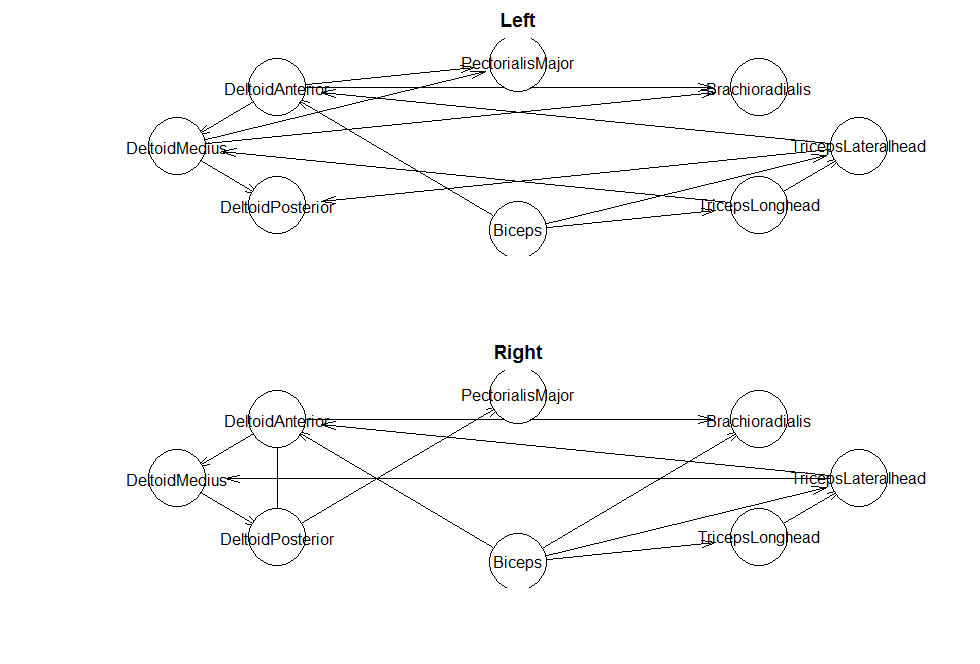 Left
PectorialisMajor
DeltoidAnterior
Brachioradialis
DeltoidMedius
TricepsLateralhead
DeltoidPosterior
TricepsLonghead
Biceps
Right
PectorialisMajor
DeltoidAnterior
Brachioradialis
DeltoidMedius
TricepsLateralhead
DeltoidPosterior
TricepsLonghead
Biceps